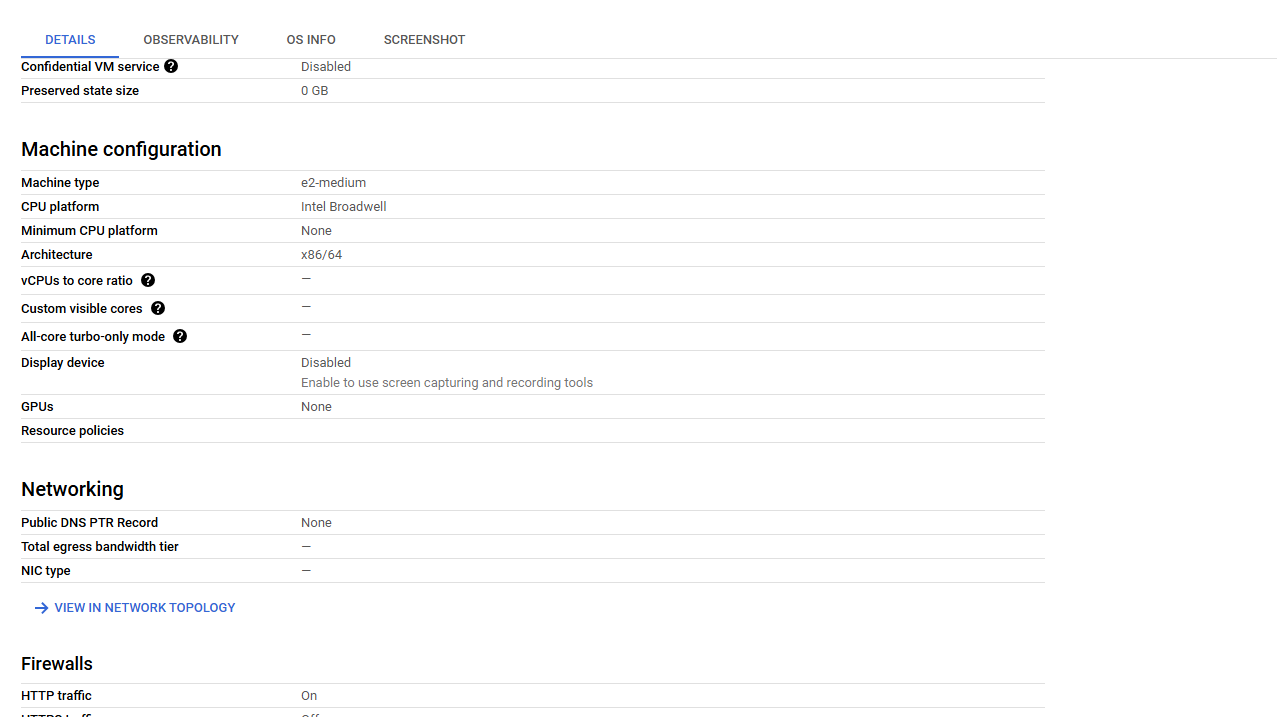 DETAILS OBSERVABILITY OS INFO SCREENSHOT
Confidential VM service Disabled
Preserved state size 0 GB
Machine configuration
Machine type e2-medium
CPU platform Intel Broadwell
Minimum CPU platform None
Architecture x86/64
vCPUs to core ratio —
Custom visible cores —
All-core turbo-only mode —
Display device Disabled
Enable to use screen capturing and recording tools
GPUs None
Resource policies
Networking
Public DNS PTR Record None
Total egress bandwidth tier —
NIC type —
VIEW IN NETWORK TOPOLOGY
Firewalls
HTTP traffic On